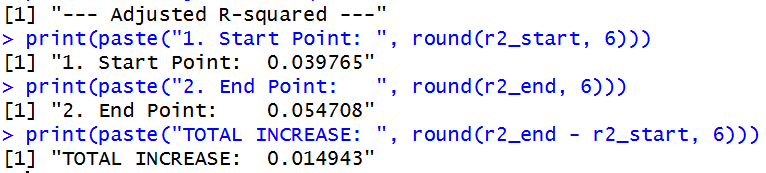 [1] "--- Adjusted R-squared ---"
> print(paste("1. Start Point: ", round(r2_start, 6)))
[1] "1. Start Point:  0.039765"
> print(paste("2. End Point:   ", round(r2_end, 6)))
[1] "2. End Point:    0.054708"
> print(paste("TOTAL INCREASE: ", round(r2_end - r2_start, 6)))
[1] "TOTAL INCREASE:  0.014943"